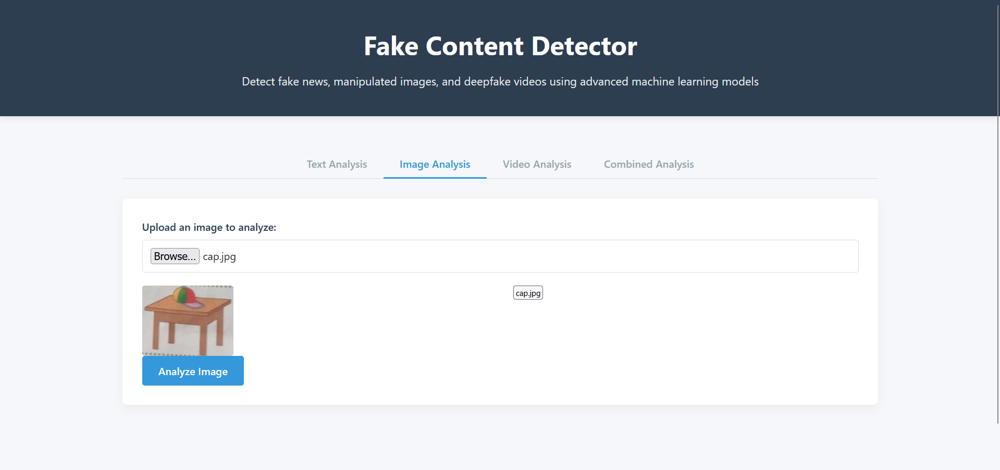 Fake Content Detector
Detect fake news, manipulated images, and deepfake videos using advanced machine learning models
Text Analysis
Image Analysis
Video Analysis
Combined Analysis
Upload an image to analyze:
Browse... cap.jpg
cap.jpg
Analyze Image